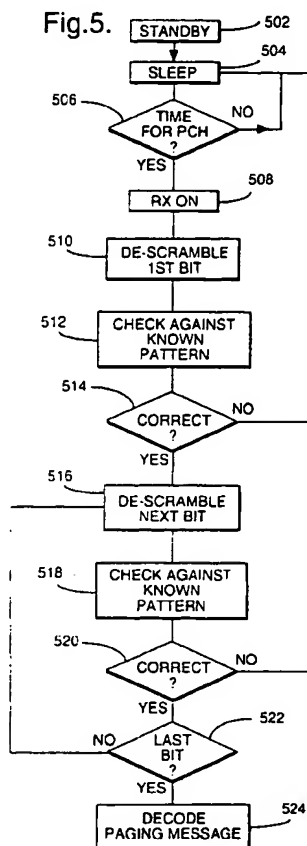 Fig.5.
STANDBY
502
SLEEP
504
506
TIME
FOR PCH
?
NO
YES
RX ON
508
510
DE-SCRAMBLE
1ST BIT
512
CHECK AGAINST
KNOWN
PATTERN
514
CORRECT
?
NO
YES
516
DE-SCRAMBLE
NEXT BIT
518
CHECK AGAINST
KNOWN
PATTERN
520
CORRECT
?
NO
YES
522
NO
LAST
BIT
?
YES
524
DECODE
PAGING MESSAGE